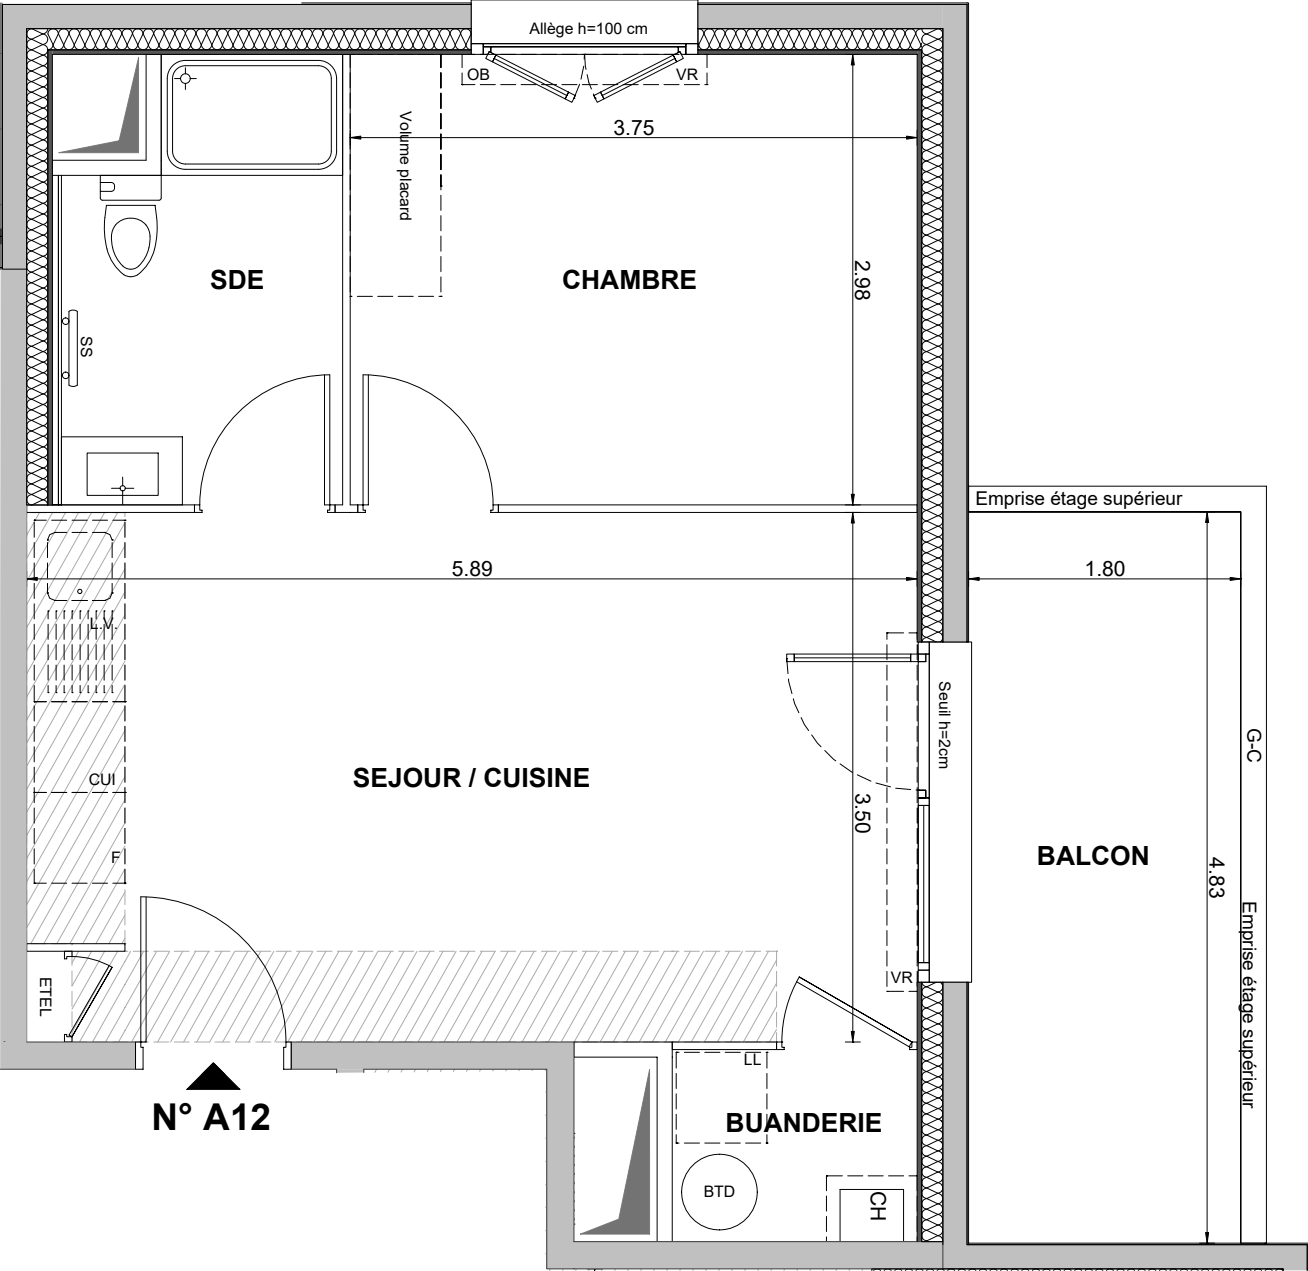 Allège h=100 cm
OB
VR
3.75
Volume placard
SDE
CHAMBRE
2.98
SS
Emprise étage supérieur
5.89
1.80
L.V.
Seuil h=2cm
G-C
CUI
SEJOUR / CUISINE
3.50
F
BALCON
4.83
Emprise étage supérieur
VR
ETEL
LL
N° A12
BUANDERIE
BTD
CH